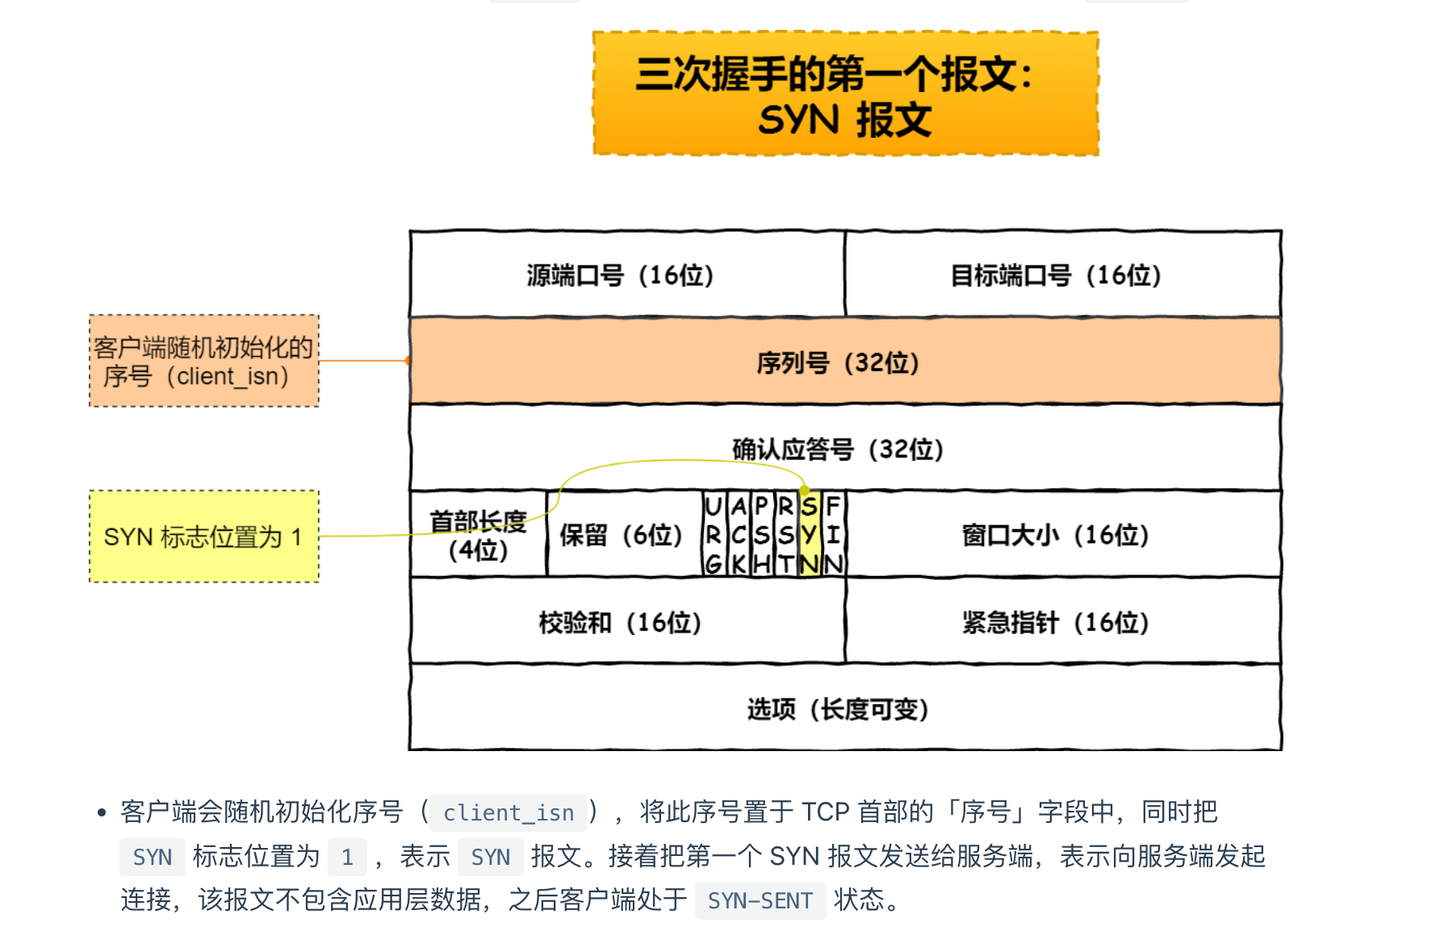 三次握手的第一个报文：
SYN 报文
源端口号（16位）
目标端口号（16位）
客户端随机初始化的
序号（client_isn）
序列号（32位）
确认应答号（32位）
SYN 标志位置为 1
首部长度
（4位）
保留（6位）
URG
ACK
PSH
RST
SYN
FIN
窗口大小（16位）
校验和（16位）
紧急指针（16位）
选项（长度可变）
• 客户端会随机初始化序号（client_isn），将此序号置于 TCP 首部的「序号」字段中，同时把
SYN 标志位置为 1 ，表示 SYN 报文。接着把第一个 SYN 报文发送给服务端，表示向服务端发起
连接，该报文不包含应用层数据，之后客户端处于 SYN-SENT 状态。